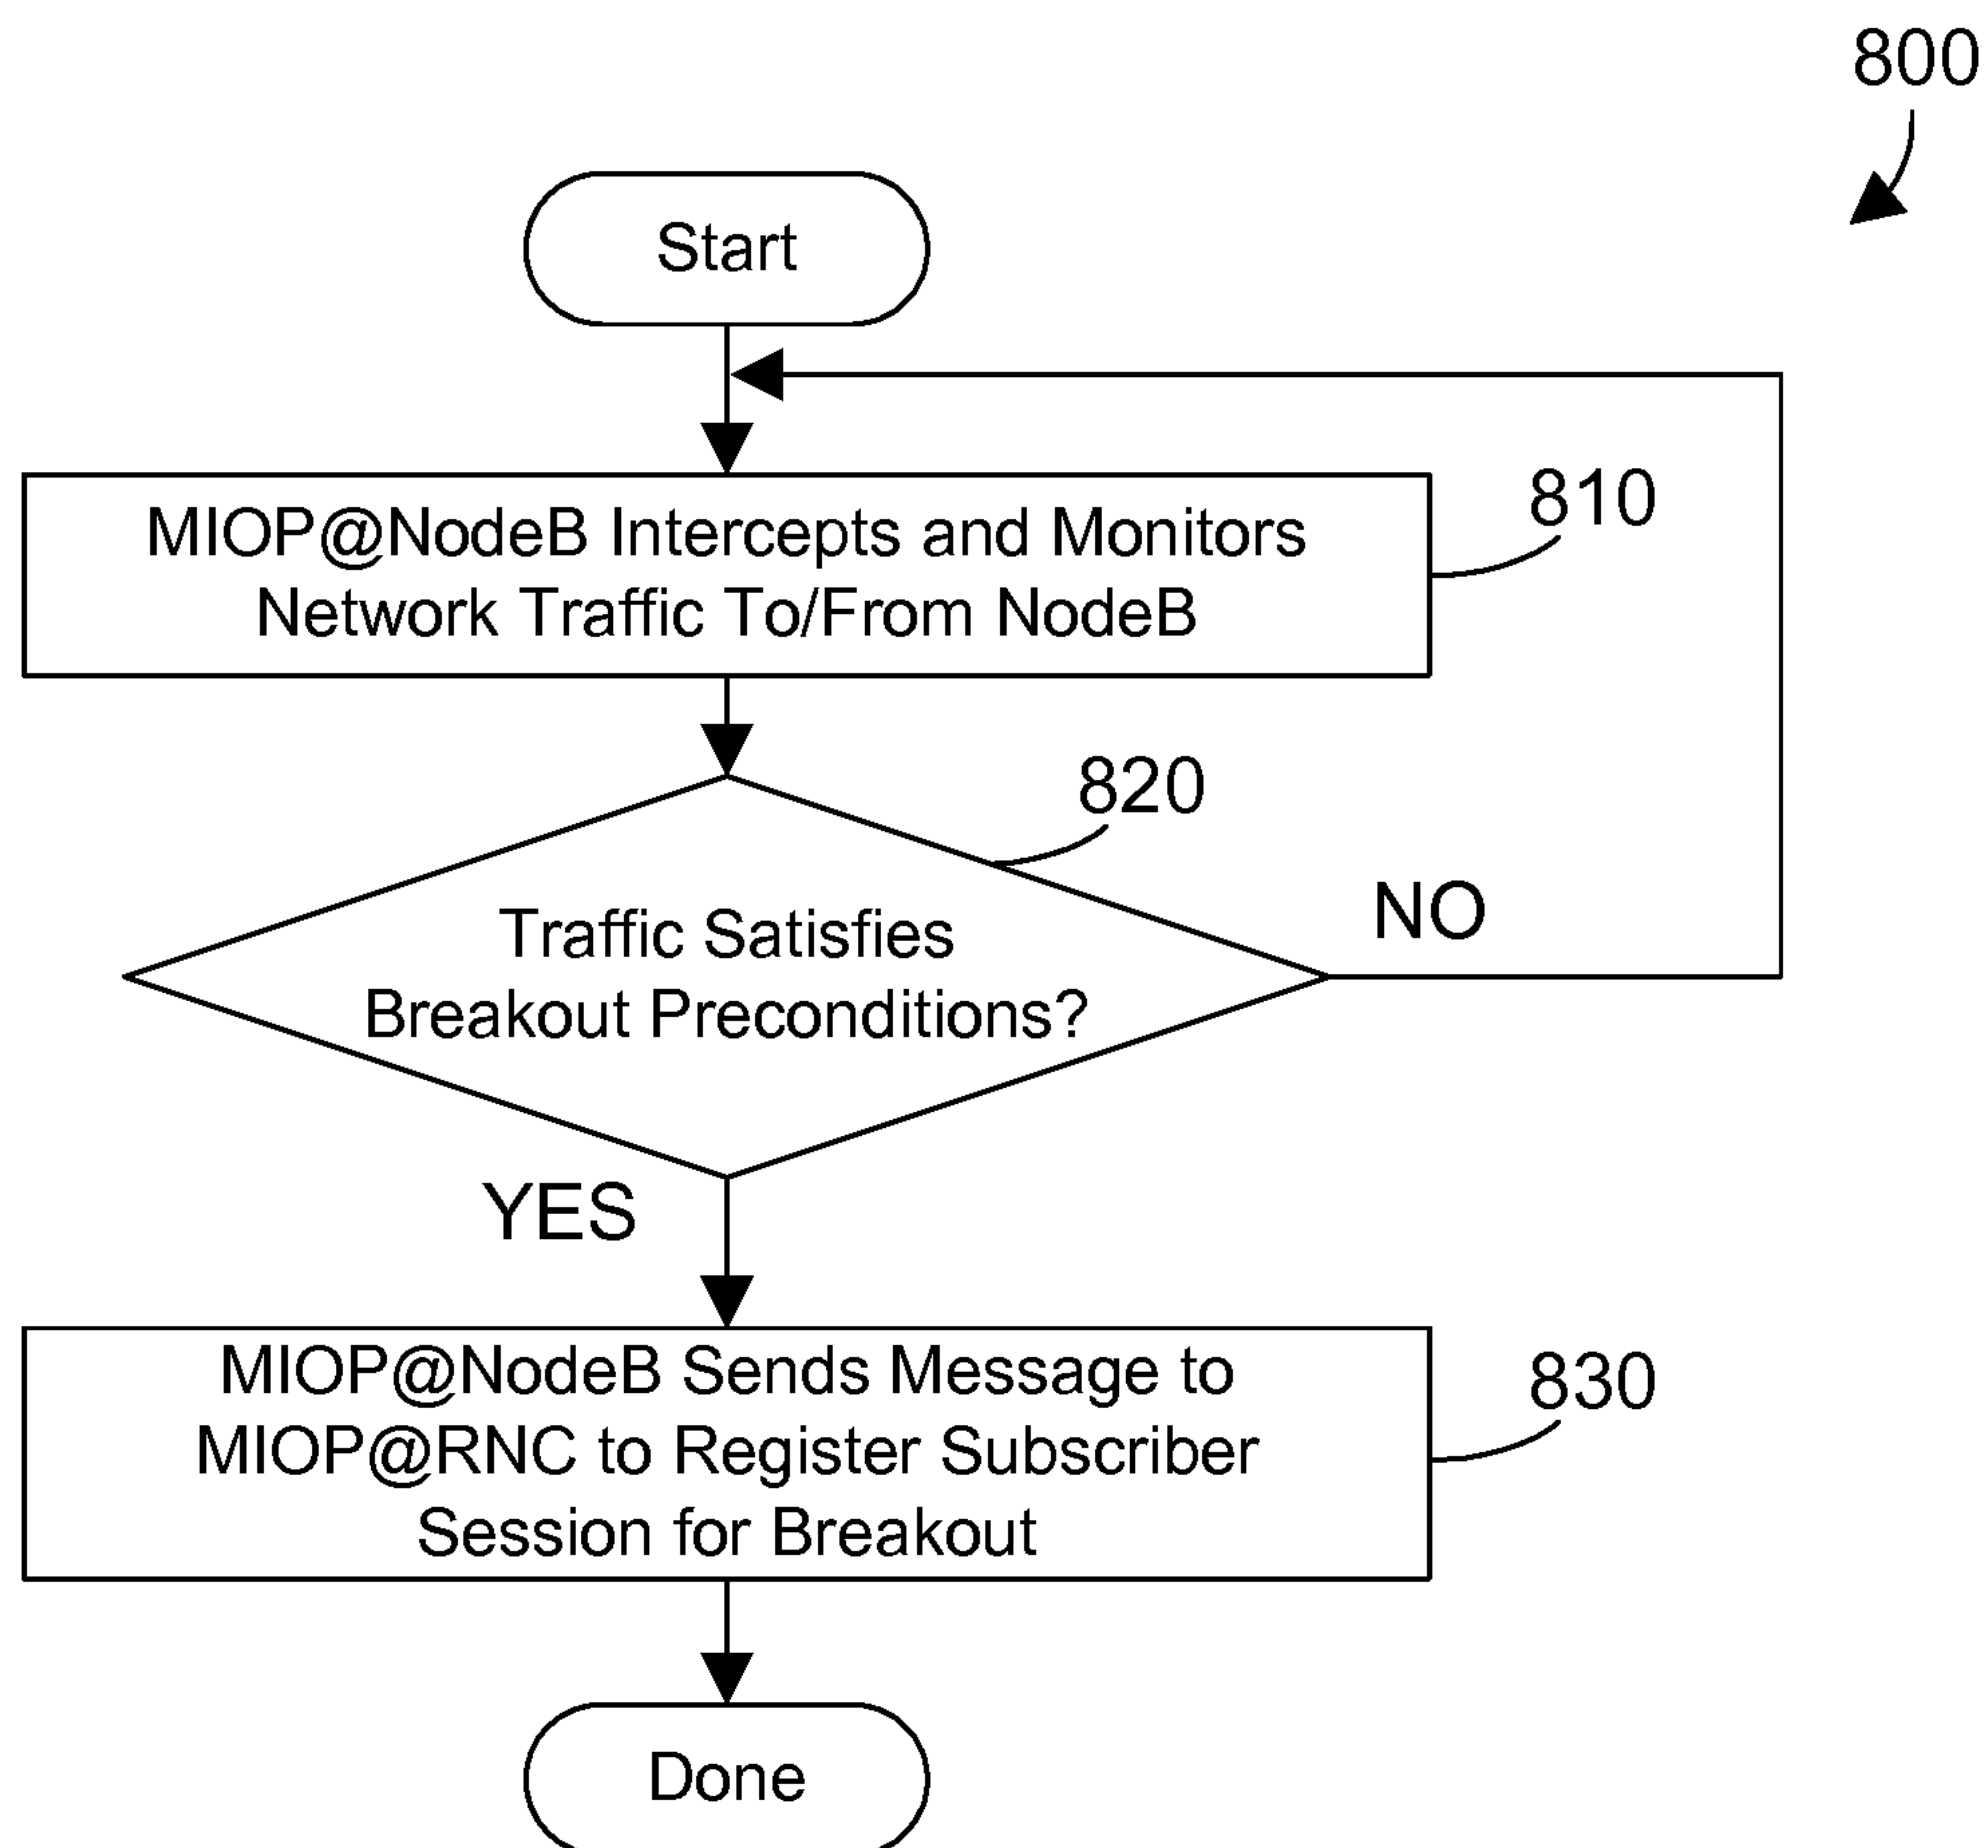 800
Start
MIOP@NodeB Intercepts and Monitors
Network Traffic To/From NodeB
810
820
Traffic Satisfies
Breakout Preconditions?
NO
YES
MIOP@NodeB Sends Message to
MIOP@RNC to Register Subscriber
Session for Breakout
830
Done